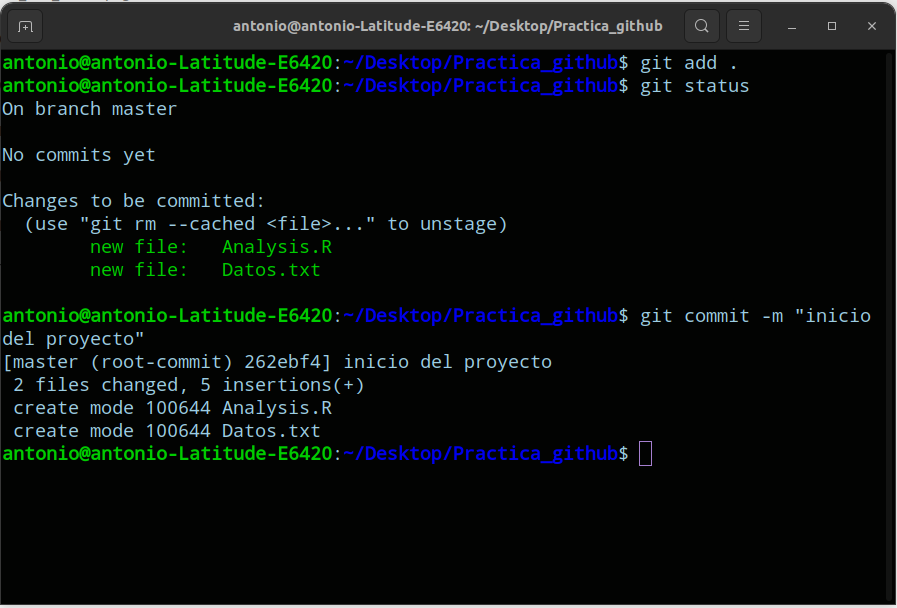 antonio@antonio-Latitude-E6420: ~/Desktop/Practica_github
antonio@antonio-Latitude-E6420:~/Desktop/Practica_github$ git add .
antonio@antonio-Latitude-E6420:~/Desktop/Practica_github$ git status
On branch master
No commits yet
Changes to be committed:
  (use "git rm --cached <file>..." to unstage)
        new file:   Analysis.R
        new file:   Datos.txt
antonio@antonio-Latitude-E6420:~/Desktop/Practica_github$ git commit -m "inicio
del proyecto"
[master (root-commit) 262ebf4] inicio del proyecto
 2 files changed, 5 insertions(+)
 create mode 100644 Analysis.R
 create mode 100644 Datos.txt
antonio@antonio-Latitude-E6420:~/Desktop/Practica_github$